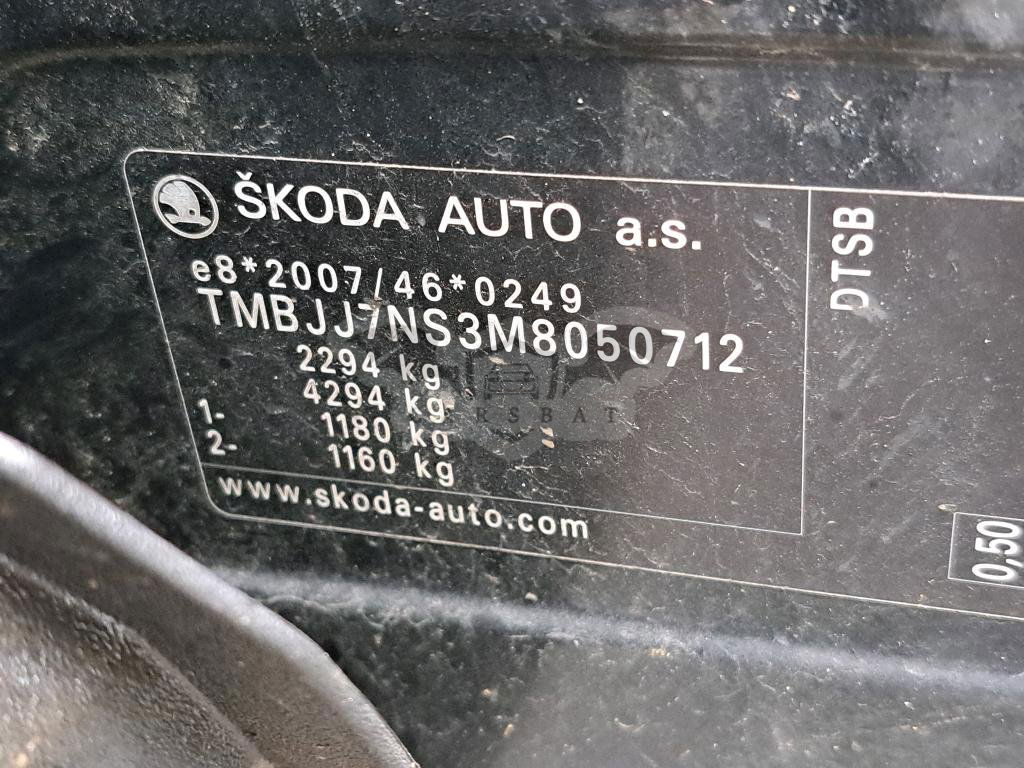 ŠKODA AUTO a.s.
e8*2007/46*0249
TMBJJ7NS3M8050712
2294 kg
4294 kg
1- 1180 kg
2- 1160 kg
www.skoda-auto.com
DTSB
0,50
RSBAT